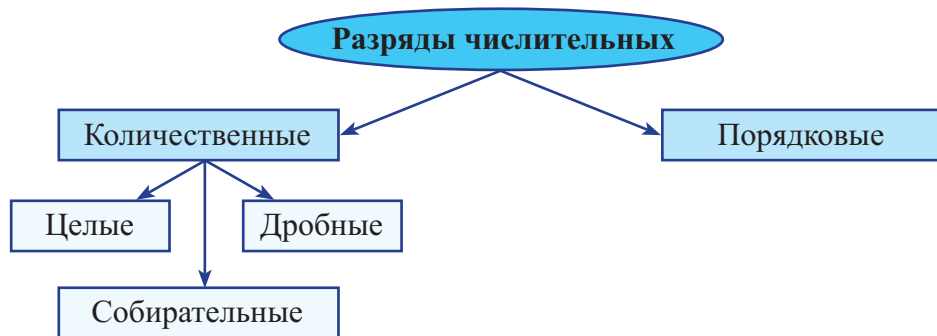 Разряды числительных
Количественные
Порядковые
Целые
Дробные
Собирательные